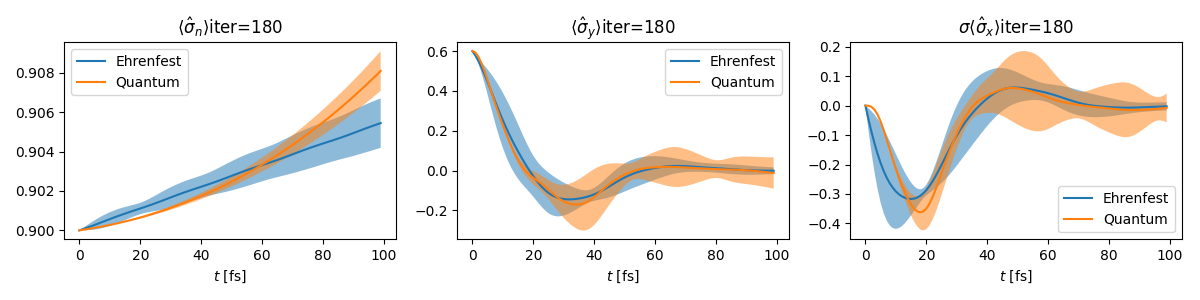 ⟨σ̂ₙ⟩iter=180
Ehrenfest
Quantum
0.908
0.906
0.904
0.902
0.900
0 20 40 60 80 100
t [fs]
⟨σ̂ᵧ⟩iter=180
Ehrenfest
Quantum
0.6
0.4
0.2
0.0
−0.2
0 20 40 60 80 100
t [fs]
σ⟨σ̂ₓ⟩iter=180
0.2
0.1
0.0
−0.1
−0.2
−0.3
−0.4
Ehrenfest
Quantum
0 20 40 60 80 100
t [fs]